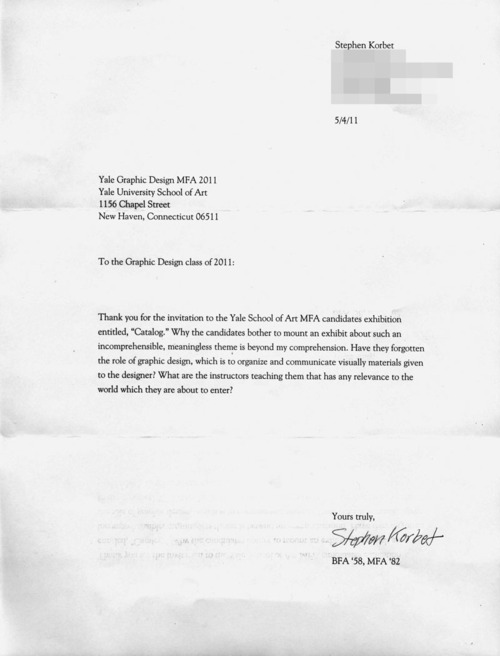 Stephen Korbet
5/4/11
Yale Graphic Design MFA 2011
Yale University School of Art
1156 Chapel Street
New Haven, Connecticut 06511
To the Graphic Design class of 2011:
Thank you for the invitation to the Yale School of Art MFA candidates exhibition
entitled, “Catalog.” Why the candidates bother to mount an exhibit about such an
incomprehensible, meaningless theme is beyond my comprehension. Have they forgotten
the role of graphic design, which is to organize and communicate visually materials given
to the designer? What are the instructors teaching them that has any relevance to the
world which they are about to enter?
Yours truly,
Stephen Korbet
BFA '58, MFA '82